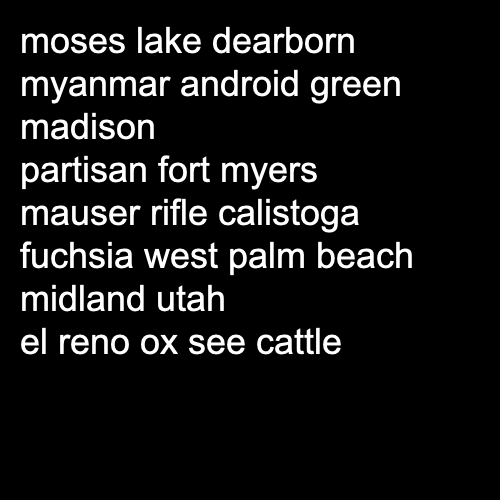 moses lake dearborn
myanmar android green
madison
partisan fort myers
mauser rifle calistoga
fuchsia west palm beach
midland utah
el reno ox see cattle